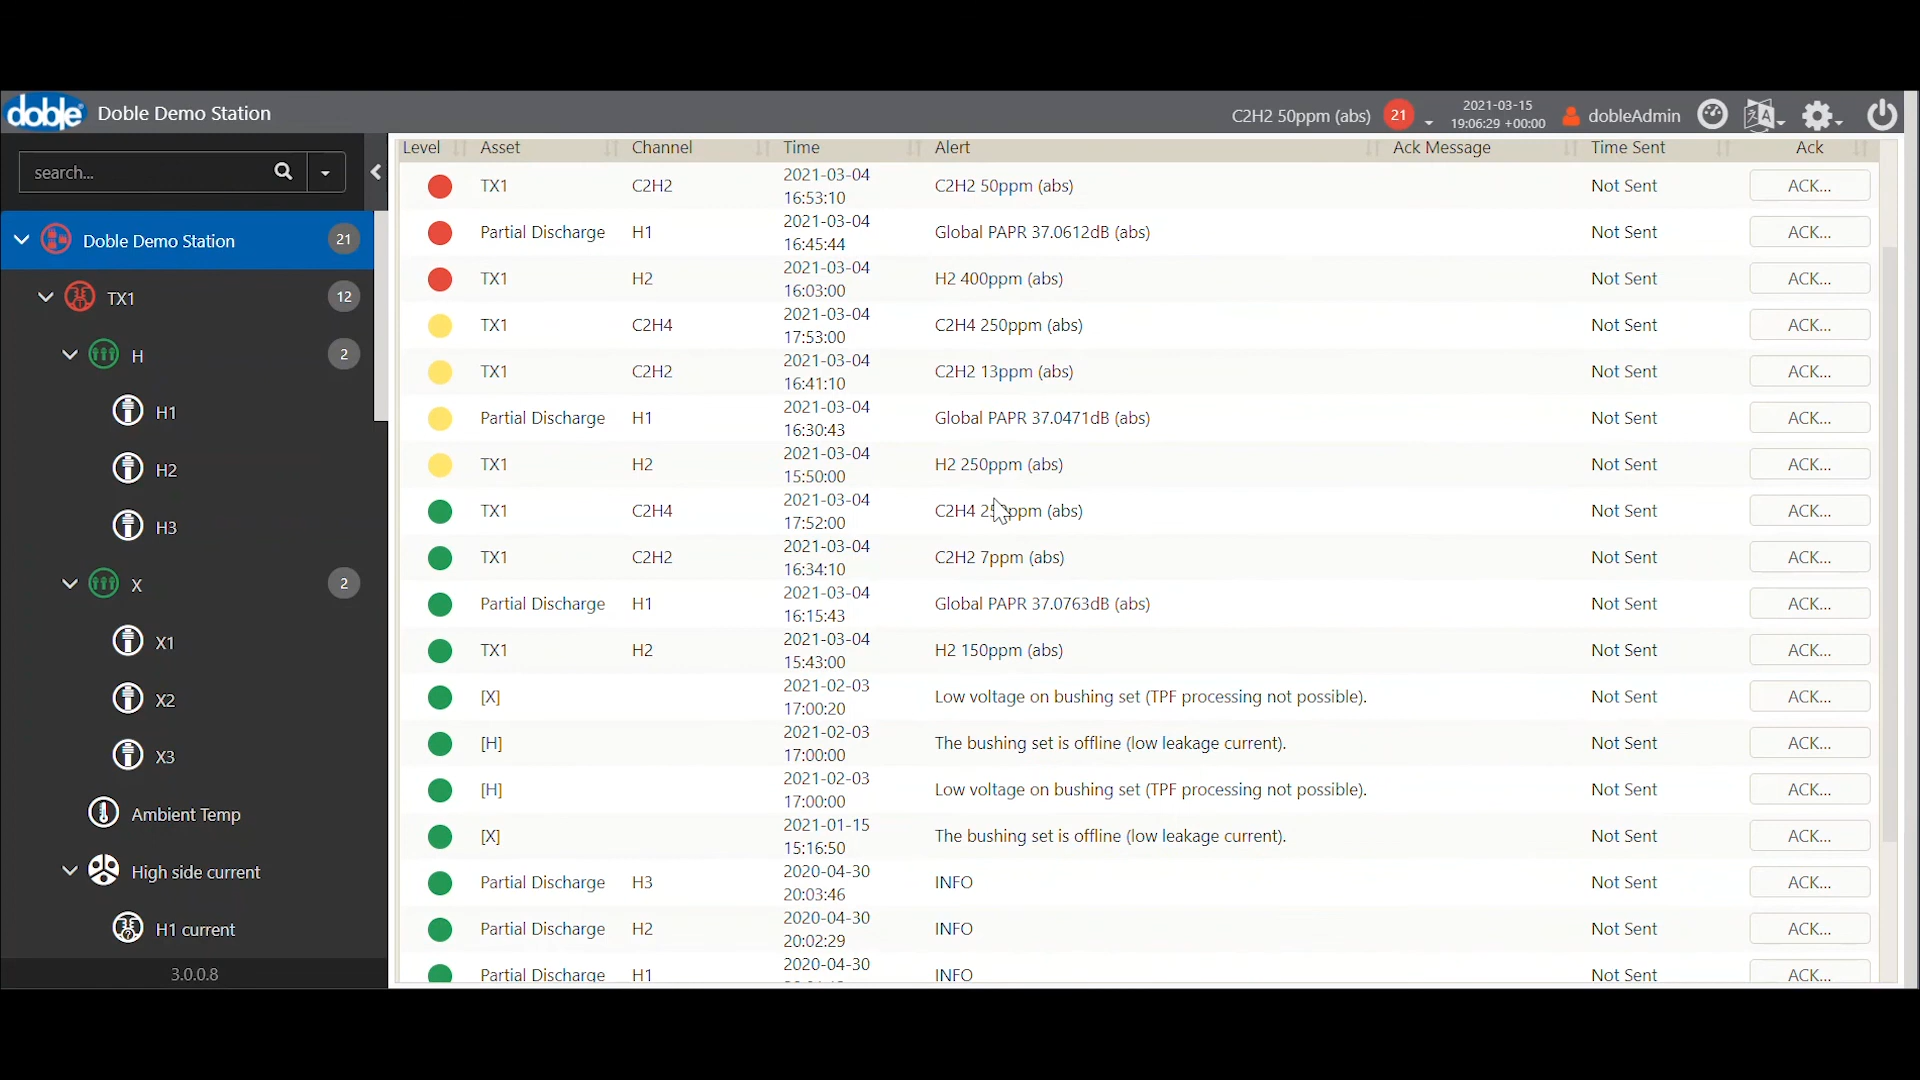 doble Doble Demo Station
C2H2 50ppm (abs) 21 2021-03-15 19:06:29 +00:00 dobleAdmin
search...
Doble Demo Station 21
TX1 12
H 2
H1
H2
H3
X 2
X1
X2
X3
Ambient Temp
High side current
H1 current
3.0.0.8
Level Asset Channel Time Alert Ack Message Time Sent Ack
TX1 C2H2 2021-03-04 16:53:10 C2H2 50ppm (abs) Not Sent ACK...
Partial Discharge H1 2021-03-04 16:45:44 Global PAPR 37.0612dB (abs) Not Sent ACK...
TX1 H2 2021-03-04 16:03:00 H2 400ppm (abs) Not Sent ACK...
TX1 C2H4 2021-03-04 17:53:00 C2H4 250ppm (abs) Not Sent ACK...
TX1 C2H2 2021-03-04 16:41:10 C2H2 13ppm (abs) Not Sent ACK...
Partial Discharge H1 2021-03-04 16:30:43 Global PAPR 37.0471dB (abs) Not Sent ACK...
TX1 H2 2021-03-04 15:50:00 H2 250ppm (abs) Not Sent ACK...
TX1 C2H4 2021-03-04 17:52:00 C2H4 (abs) Not Sent ACK...
TX1 C2H2 2021-03-04 16:34:10 C2H2 7ppm (abs) Not Sent ACK...
Partial Discharge H1 2021-03-04 16:15:43 Global PAPR 37.0763dB (abs) Not Sent ACK...
TX1 H2 2021-03-04 15:43:00 H2 150ppm (abs) Not Sent ACK...
[X] 2021-02-03 17:00:20 Low voltage on bushing set (TPF processing not possible). Not Sent ACK...
[H] 2021-02-03 17:00:00 The bushing set is offline (low leakage current). Not Sent ACK...
[H] 2021-02-03 17:00:00 Low voltage on bushing set (TPF processing not possible). Not Sent ACK...
[X] 2021-01-15 15:16:50 The bushing set is offline (low leakage current). Not Sent ACK...
Partial Discharge H3 2020-04-30 20:03:46 INFO Not Sent ACK...
Partial Discharge H2 2020-04-30 20:02:29 INFO Not Sent ACK...
Partial Discharge H1 2020-04-30 INFO Not Sent ACK...